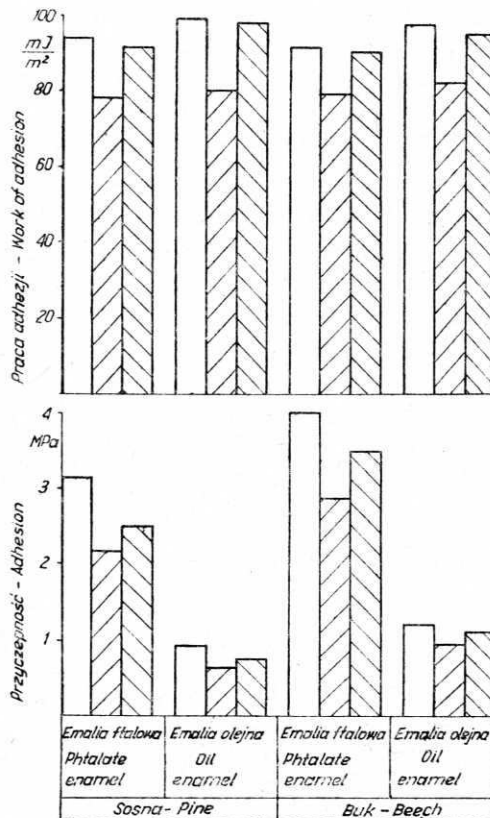 100
mJ
m²
80
60
40
20
Praca adhezji - Work of adhesion
4
MPa
3
2
1
Przyczepność - Adhesion
Emalia ftalowa Emalia olejna Emalia ftalowa Emalia olejna
Phtalate Oil Phtalate Oil
enamel enamel enamel enamel
Sosna - Pine Buk - Beech